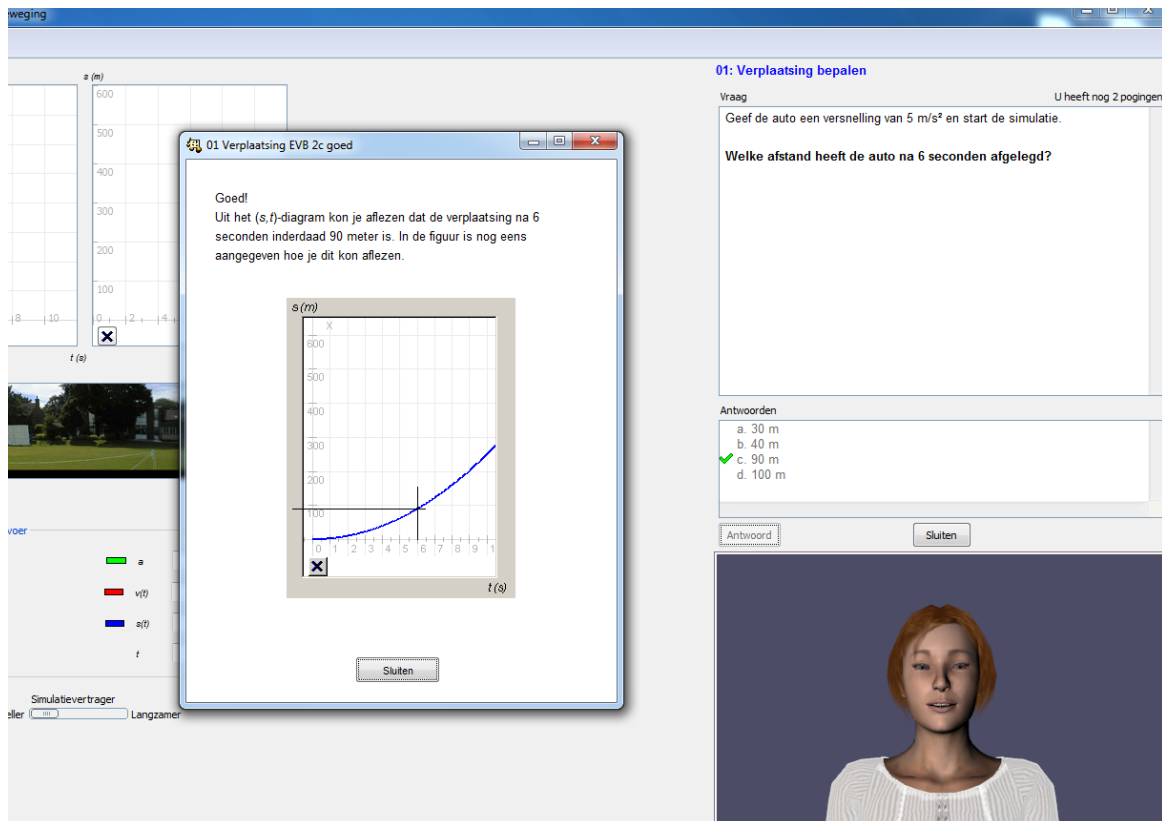 eweging
s (m)
600
500
400
300
200
100
8 10
0 2 4
t (s)
voer
a
v(t)
s(t)
t
Simulatievertrager
eller
Langzamer
01 Verplaatsing EVB 2c goed
Goed!
Uit het (s,t)-diagram kon je aflezen dat de verplaatsing na 6
seconden inderdaad 90 meter is. In de figuur is nog eens
aangegeven hoe je dit kon aflezen.
s (m)
X
600
500
400
300
200
100
0 1 2 3 4 5 6 7 8 9 1
t (s)
Sluiten
01: Verplaatsing bepalen
Vraag
U heeft nog 2 pogingen
Geef de auto een versnelling van 5 m/s² en start de simulatie.
Welke afstand heeft de auto na 6 seconden afgelegd?
Antwoorden
a. 30 m
b. 40 m
c. 90 m
d. 100 m
Antwoord
Sluiten